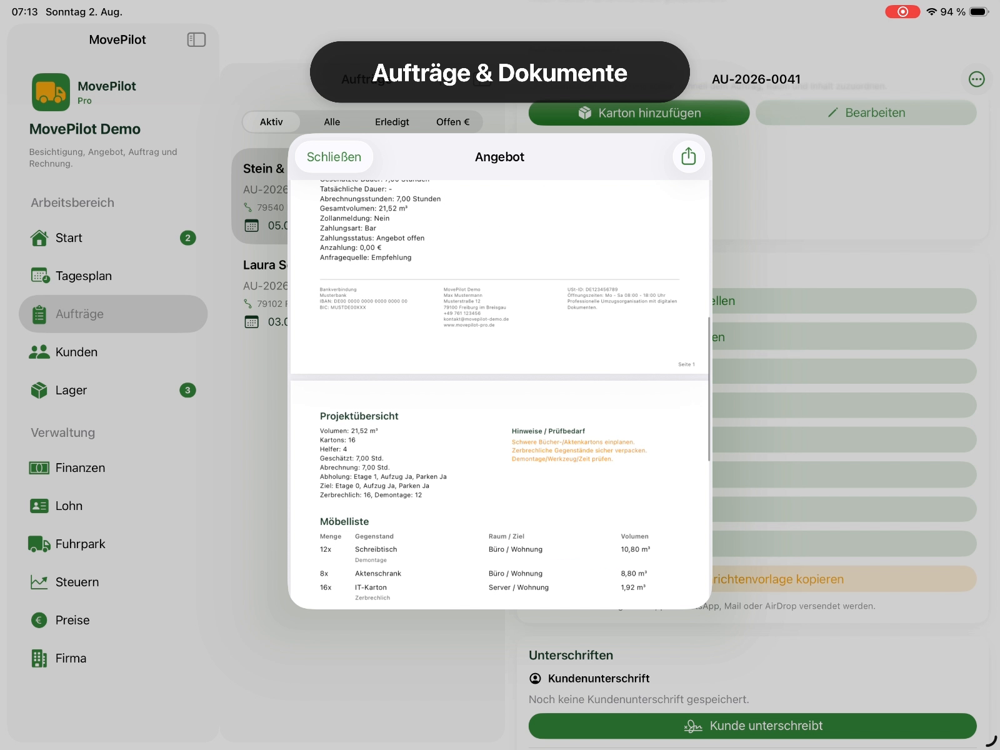 07:13 Sonntag 2. Aug.
94 %
MovePilot
MovePilot
Pro
MovePilot Demo
Besichtigung, Angebot, Auftrag und
Rechnung.
Arbeitsbereich
Start 2
Tagesplan
Aufträge
Kunden
Lager 3
Verwaltung
Finanzen
Lohn
Fuhrpark
Steuern
Preise
Firma
Aufträge & Dokumente
Aktiv Alle Erledigt Offen €
Stein &
AU-2026
79540
05.0
Laura S
AU-2026
79102
03.0
AU-2026-0041
Karton hinzufügen
Bearbeiten
Schließen
Angebot
Geschätzte Dauer: 7,00 Stunden
Tatsächliche Dauer: -
Abrechnungsstunden: 7,00 Stunden
Gesamtvolumen: 21,52 m³
Zollanmeldung: Nein
Zahlungsart: Bar
Zahlungsstatus: Angebot offen
Anzahlung: 0,00 €
Anfragequelle: Empfehlung
Bankverbindung
Musterbank
IBAN: DE00 0000 0000 0000 0000 00
BIC: MUSTDE00XXX
MovePilot Demo
Max Mustermann
Musterstraße 12
79100 Freiburg im Breisgau
+49 761 123456
kontakt@movepilot-demo.de
www.movepilot-pro.de
USt-ID: DE123456789
Öffnungszeiten: Mo - Sa 08:00 - 18:00 Uhr
Professionelle Umzugsorganisation mit digitalen
Dokumenten.
Seite 1
Projektübersicht
Volumen: 21,52 m³
Kartons: 16
Helfer: 4
Geschätzt: 7,00 Std.
Abrechnung: 7,00 Std.
Abholung: Etage 1, Aufzug Ja, Parken Ja
Ziel: Etage 0, Aufzug Ja, Parken Ja
Zerbrechlich: 16, Demontage: 12
Hinweise / Prüfbedarf
Schwere Bücher-/Aktenkartons einplanen.
Zerbrechliche Gegenstände sicher verpacken.
Demontage/Werkzeug/Zeit prüfen.
Möbelliste
Menge Gegenstand Raum / Ziel Volumen
12x Schreibtisch Büro / Wohnung 10,80 m³
Demontage
8x Aktenschrank Büro / Wohnung 8,80 m³
16x IT-Karton Server / Wohnung 1,92 m³
Zerbrechlich
ellen
en
richtenvorlage kopieren
sApp, Mail oder AirDrop versendet werden.
Unterschriften
Kundenunterschrift
Noch keine Kundenunterschrift gespeichert.
Kunde unterschreibt